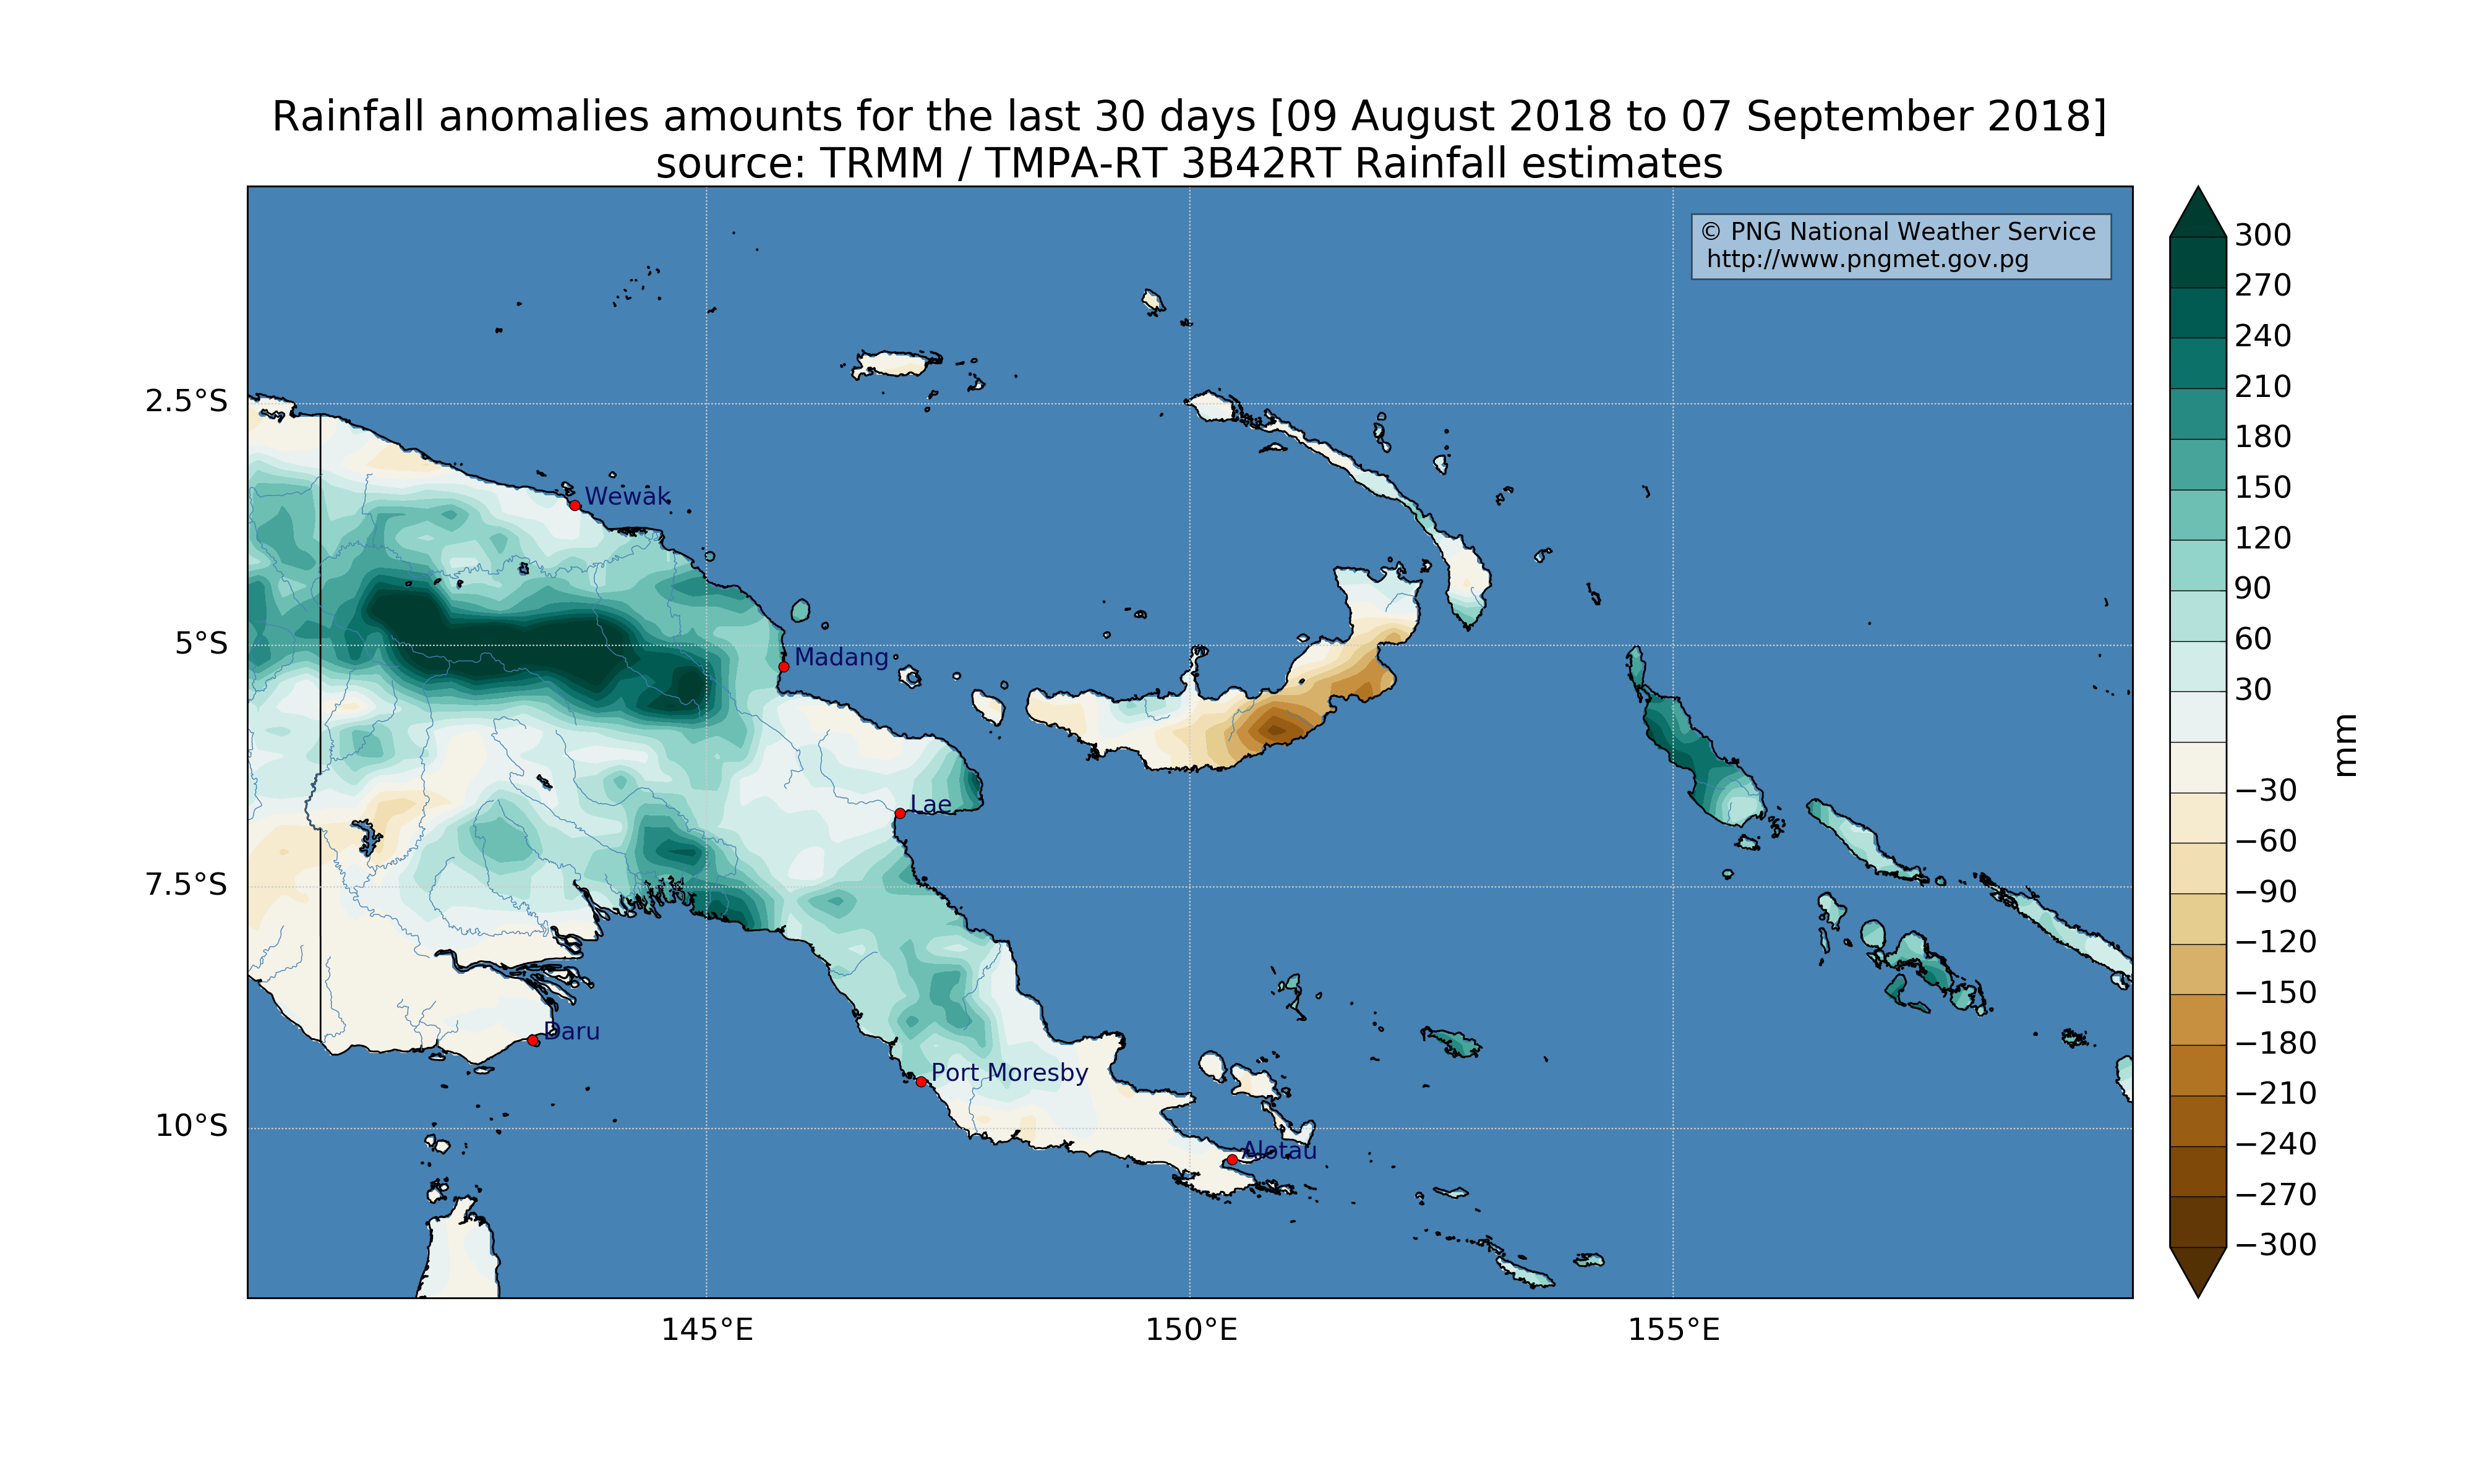 Rainfall anomalies amounts for the last 30 days [09 August 2018 to 07 September 2018]
source: TRMM / TMPA-RT 3B42RT Rainfall estimates
© PNG National Weather Service
http://www.pngmet.gov.pg
2.5°S
5°S
7.5°S
10°S
145°E
150°E
155°E
Wewak
Madang
Lae
Daru
Port Moresby
Alotau
300
270
240
210
180
150
120
90
60
30
−30
−60
−90
−120
−150
−180
−210
−240
−270
−300
mm